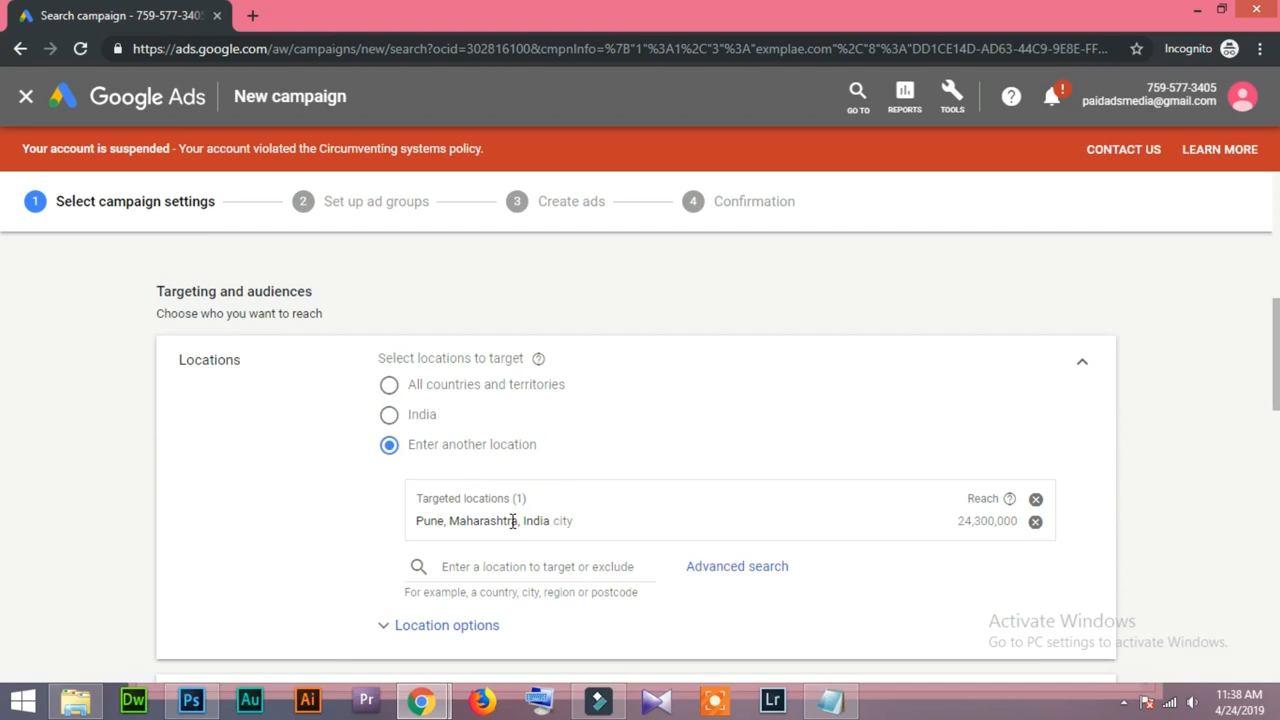 Search campaign - 759-577-3405
https://ads.google.com/aw/campaigns/new/search?ocid=302816100&cmpnInfo=%7B"1"%3A1%2C"3"%3A"exmplae.com"%2C"8"%3A"DD1CE14D-AD63-44C9-9E8E-FF...
Incognito
Google Ads
New campaign
GO TO
REPORTS
TOOLS
759-577-3405
paidadsmedia@gmail.com
Your account is suspended - Your account violated the Circumventing systems policy.
CONTACT US
LEARN MORE
1 Select campaign settings
2 Set up ad groups
3 Create ads
4 Confirmation
Targeting and audiences
Choose who you want to reach
Locations
Select locations to target
All countries and territories
India
Enter another location
Targeted locations (1) Reach
Pune, Maharashtra, India city 24,300,000
Enter a location to target or exclude
Advanced search
For example, a country, city, region or postcode
Location options
Activate Windows
Go to PC settings to activate Windows.
Dw
Ps
Au
Ai
Pr
Lr
11:38 AM
4/24/2019